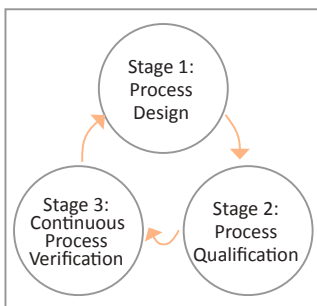 Stage 1:
Process
Design
Stage 2:
Process
Qualification
Stage 3:
Continuous
Process
Verification